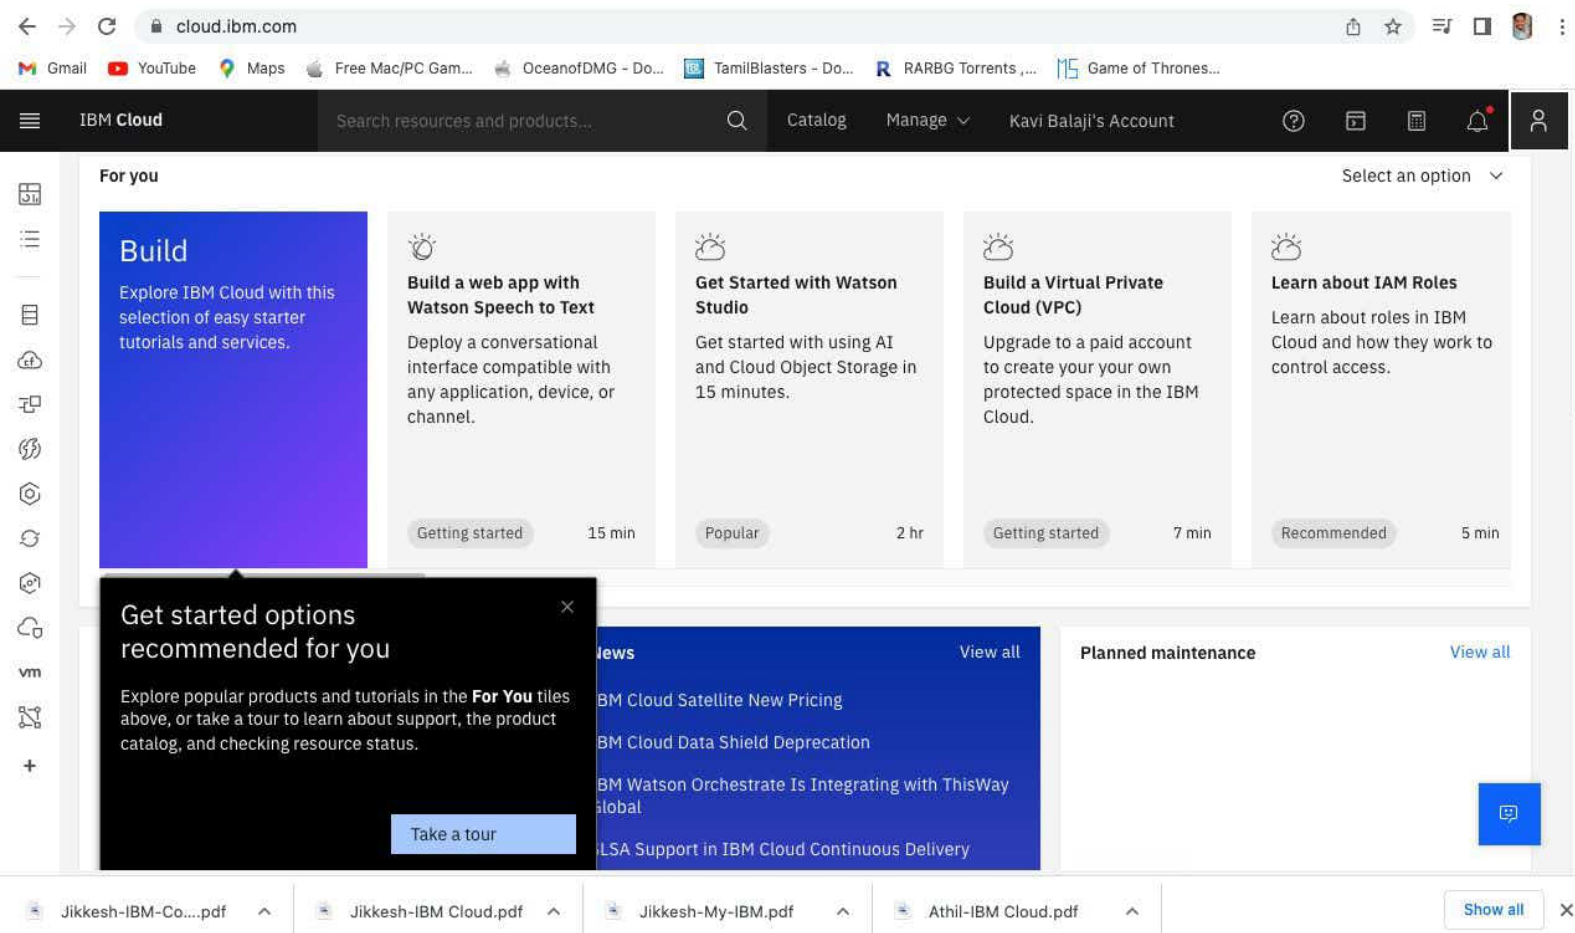 cloud.ibm.com
Gmail
YouTube
Maps
Free Mac/PC Gam...
OceanofDMG - Do...
TamilBlasters - Do...
RARBG Torrents ,...
Game of Thrones...
IBM Cloud
Search resources and products...
Catalog
Manage
Kavi Balaji's Account
For you
Select an option
Build
Explore IBM Cloud with this
selection of easy starter
tutorials and services.
Build a web app with
Watson Speech to Text
Deploy a conversational
interface compatible with
any application, device, or
channel.
Getting started
15 min
Get Started with Watson
Studio
Get started with using AI
and Cloud Object Storage in
15 minutes.
Popular
2 hr
Build a Virtual Private
Cloud (VPC)
Upgrade to a paid account
to create your your own
protected space in the IBM
Cloud.
Getting started
7 min
Learn about IAM Roles
Learn about roles in IBM
Cloud and how they work to
control access.
Recommended
5 min
vm
Get started options
recommended for you
Explore popular products and tutorials in the For You tiles
above, or take a tour to learn about support, the product
catalog, and checking resource status.
Take a tour
News
View all
BM Cloud Satellite New Pricing
BM Cloud Data Shield Deprecation
BM Watson Orchestrate Is Integrating with ThisWay
Global
SLSA Support in IBM Cloud Continuous Delivery
Planned maintenance
View all
Jikkesh-IBM-Co....pdf
Jikkesh-IBM Cloud.pdf
Jikkesh-My-IBM.pdf
Athil-IBM Cloud.pdf
Show all